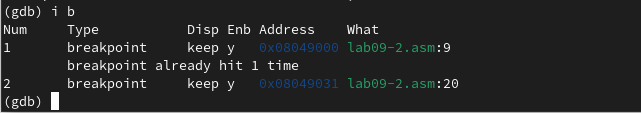 (gdb) i b
Num     Type           Disp Enb Address    What
1       breakpoint     keep y   0x08049000 lab09-2.asm:9
        breakpoint already hit 1 time
2       breakpoint     keep y   0x08049031 lab09-2.asm:20
(gdb)